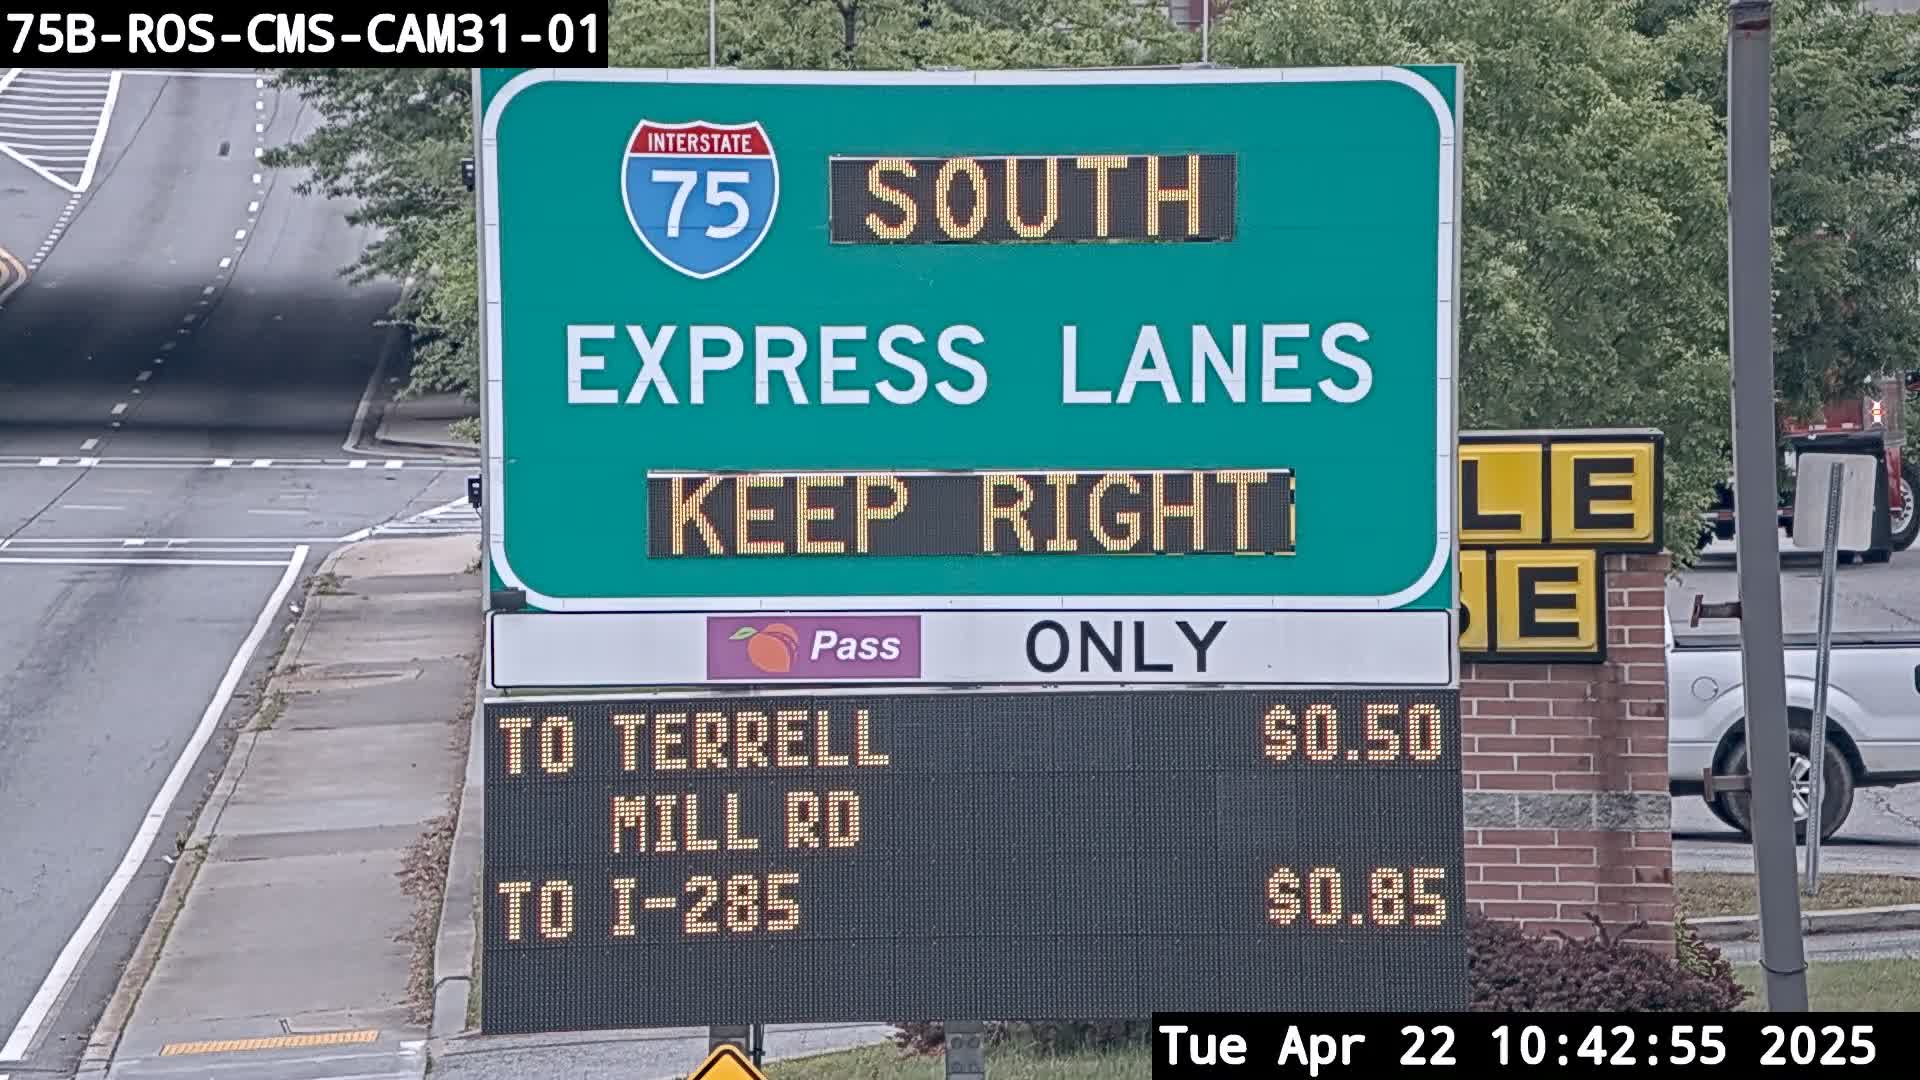 75B-ROS-CMS-CAM31-01
INTERSTATE
75
SOUTH
EXPRESS LANES
KEEP RIGHT
Pass ONLY
LE
E
TO TERRELL $0.50
MILL RD
TO I-285 $0.85
Tue Apr 22 10:42:55 2025